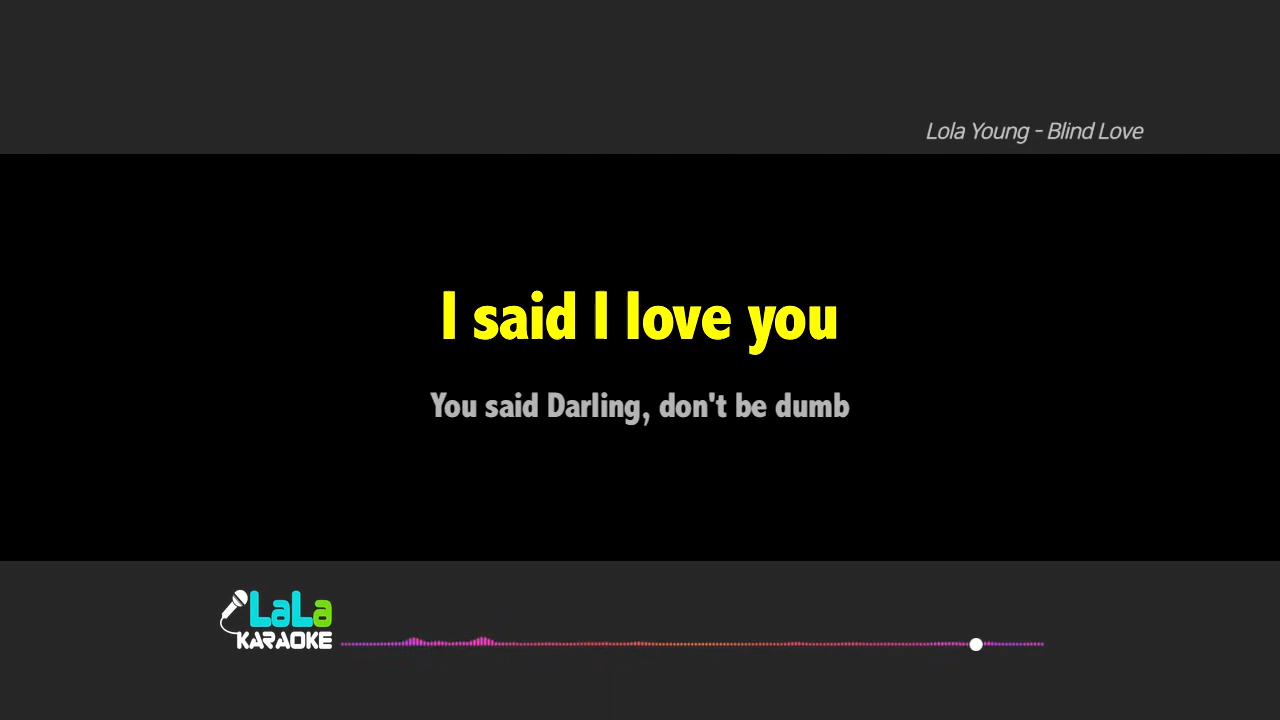 Lola Young - Blind Love
I said I love you
You said Darling, don't be dumb
LaLa
KARAOKE